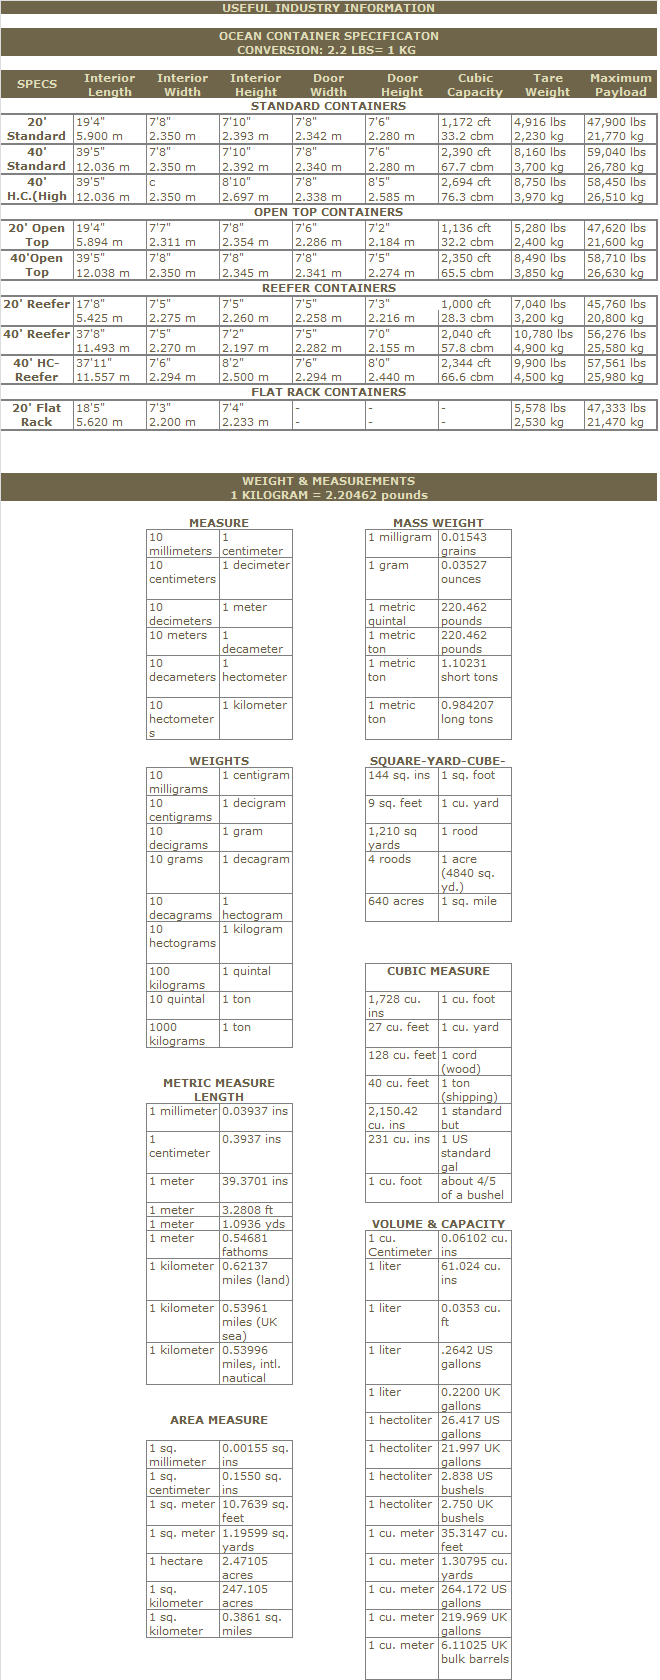 USEFUL INDUSTRY INFORMATION
OCEAN CONTAINER SPECIFICATON
CONVERSION: 2.2 LBS= 1 KG
SPECS Interior Length Interior Width Interior Height Door Width Door Height Cubic Capacity Tare Weight Maximum Payload
STANDARD CONTAINERS
20' 19'4" 7'8" 7'10" 7'8" 7'6" 1,172 cft 4,916 lbs 47,900 lbs
Standard 5.900 m 2.350 m 2.393 m 2.342 m 2.280 m 33.2 cbm 2,230 kg 21,770 kg
40' 39'5" 7'8" 7'10" 7'8" 7'6" 2,390 cft 8,160 lbs 59,040 lbs
Standard 12.036 m 2.350 m 2.392 m 2.340 m 2.280 m 67.7 cbm 3,700 kg 26,780 kg
40' 39'5" c 8'10" 7'8" 8'5" 2,694 cft 8,750 lbs 58,450 lbs
H.C.(High 12.036 m 2.350 m 2.697 m 2.338 m 2.585 m 76.3 cbm 3,970 kg 26,510 kg
OPEN TOP CONTAINERS
20' Open 19'4" 7'7" 7'8" 7'6" 7'2" 1,136 cft 5,280 lbs 47,620 lbs
Top 5.894 m 2.311 m 2.354 m 2.286 m 2.184 m 32.2 cbm 2,400 kg 21,600 kg
40'Open 39'5" 7'8" 7'8" 7'8" 7'5" 2,350 cft 8,490 lbs 58,710 lbs
Top 12.038 m 2.350 m 2.345 m 2.341 m 2.274 m 65.5 cbm 3,850 kg 26,630 kg
REEFER CONTAINERS
20' Reefer 17'8" 7'5" 7'5" 7'5" 7'3" 1,000 cft 7,040 lbs 45,760 lbs
5.425 m 2.275 m 2.260 m 2.258 m 2.216 m 28.3 cbm 3,200 kg 20,800 kg
40' Reefer 37'8" 7'5" 7'2" 7'5" 7'0" 2,040 cft 10,780 lbs 56,276 lbs
11.493 m 2.270 m 2.197 m 2.282 m 2.155 m 57.8 cbm 4,900 kg 25,580 kg
40' HC- 37'11" 7'6" 8'2" 7'6" 8'0" 2,344 cft 9,900 lbs 57,561 lbs
Reefer 11.557 m 2.294 m 2.500 m 2.294 m 2.440 m 66.6 cbm 4,500 kg 25,980 kg
FLAT RACK CONTAINERS
20' Flat 18'5" 7'3" 7'4" - - - 5,578 lbs 47,333 lbs
Rack 5.620 m 2.200 m 2.233 m - - - 2,530 kg 21,470 kg
WEIGHT & MEASUREMENTS
1 KILOGRAM = 2.20462 pounds
MEASURE
10 millimeters 1 centimeter
10 centimeters 1 decimeter
10 decimeters 1 meter
10 meters 1 decameter
10 decameters 1 hectometer
10 hectometers 1 kilometer
WEIGHTS
10 milligrams 1 centigram
10 centigrams 1 decigram
10 decigrams 1 gram
10 grams 1 decagram
10 decagrams 1 hectogram
10 hectograms 1 kilogram
100 kilograms 1 quintal
10 quintal 1 ton
1000 kilograms 1 ton
METRIC MEASURE
LENGTH
1 millimeter 0.03937 ins
1 centimeter 0.3937 ins
1 meter 39.3701 ins
1 meter 3.2808 ft
1 meter 1.0936 yds
1 meter 0.54681 fathoms
1 kilometer 0.62137 miles (land)
1 kilometer 0.53961 miles (UK sea)
1 kilometer 0.53996 miles, intl. nautical
AREA MEASURE
1 sq. millimeter 0.00155 sq. ins
1 sq. centimeter 0.1550 sq. ins
1 sq. meter 10.7639 sq. feet
1 sq. meter 1.19599 sq. yards
1 hectare 2.47105 acres
1 sq. kilometer 247.105 acres
1 sq. kilometer 0.3861 sq. miles
MASS WEIGHT
1 milligram 0.01543 grains
1 gram 0.03527 ounces
1 metric quintal 220.462 pounds
1 metric ton 220.462 pounds
1 metric ton 1.10231 short tons
1 metric ton 0.984207 long tons
SQUARE-YARD-CUBE-
144 sq. ins 1 sq. foot
9 sq. feet 1 cu. yard
1,210 sq yards 1 rood
4 roods 1 acre (4840 sq. yd.)
640 acres 1 sq. mile
CUBIC MEASURE
1,728 cu. ins 1 cu. foot
27 cu. feet 1 cu. yard
128 cu. feet 1 cord (wood)
40 cu. feet 1 ton (shipping)
2,150.42 cu. ins 1 standard but
231 cu. ins 1 US standard gal
1 cu. foot about 4/5 of a bushel
VOLUME & CAPACITY
1 cu. Centimeter 0.06102 cu. ins
1 liter 61.024 cu. ins
1 liter 0.0353 cu. ft
1 liter .2642 US gallons
1 liter 0.2200 UK gallons
1 hectoliter 26.417 US gallons
1 hectoliter 21.997 UK gallons
1 hectoliter 2.838 US bushels
1 hectoliter 2.750 UK bushels
1 cu. meter 35.3147 cu. feet
1 cu. meter 1.30795 cu. yards
1 cu. meter 264.172 US gallons
1 cu. meter 219.969 UK gallons
1 cu. meter 6.11025 UK bulk barrels